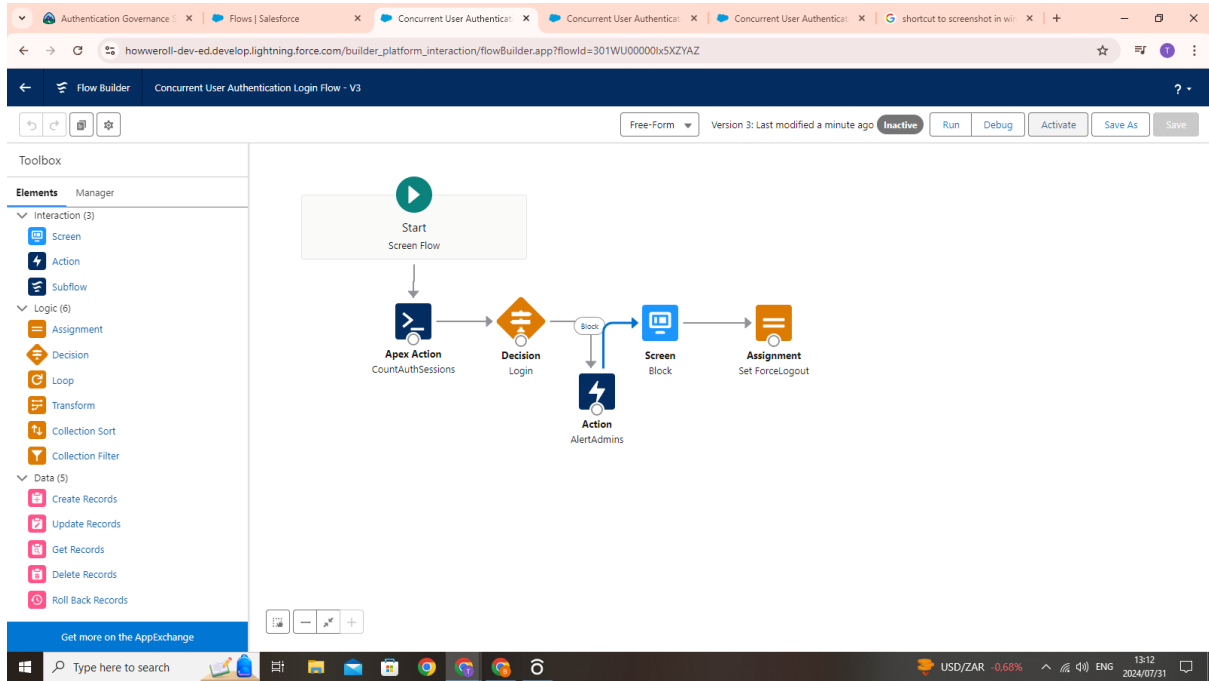 Authentication Governance S
Flows | Salesforce
Concurrent User Authenticati
Concurrent User Authenticati
Concurrent User Authenticati
G shortcut to screenshot in win
howweroll-dev-ed.develop.lightning.force.com/builder_platform_interaction/flowBuilder.app?flowId=301WU00000Ix5XZYAZ
T
Flow Builder
Concurrent User Authentication Login Flow - V3
?
Free-Form
Version 3: Last modified a minute ago
Inactive
Run
Debug
Activate
Save As
Save
Toolbox
Elements
Manager
Interaction (3)
Screen
Action
Subflow
Logic (6)
Assignment
Decision
Loop
Transform
Collection Sort
Collection Filter
Data (5)
Create Records
Update Records
Get Records
Delete Records
Roll Back Records
Get more on the AppExchange
Start
Screen Flow
Apex Action
CountAuthSessions
Decision
Login
Block
Action
AlertAdmins
Screen
Block
Assignment
Set ForceLogout
Type here to search
USD/ZAR -0.68%
ENG
13:12
2024/07/31